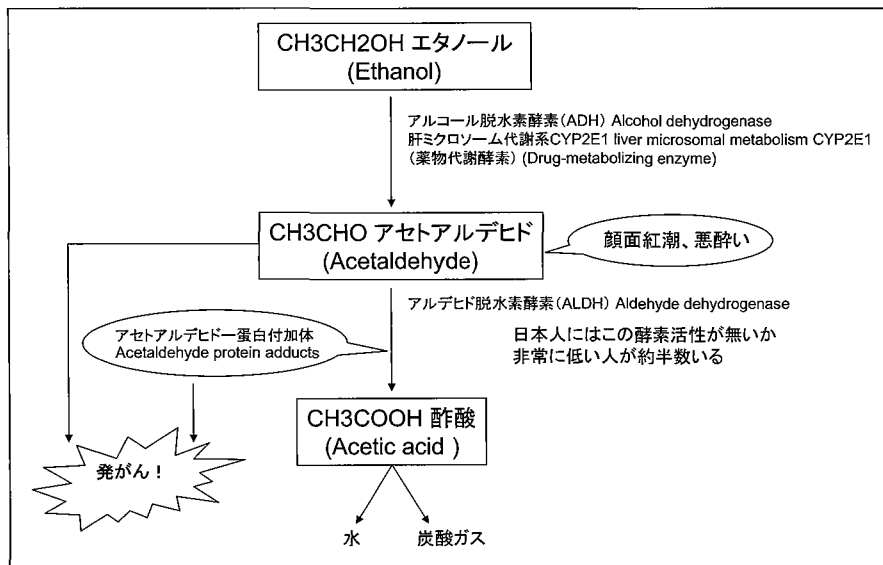 CH3CH2OH エタノール
(Ethanol)
アルコール脱水素酵素(ADH) Alcohol dehydrogenase
肝ミクロソーム代謝系CYP2E1 liver microsomal metabolism CYP2E1
(薬物代謝酵素) (Drug-metabolizing enzyme)
CH3CHO アセトアルデヒド
(Acetaldehyde)
顔面紅潮、悪酔い
アルデヒド脱水素酵素(ALDH) Aldehyde dehydrogenase
アセトアルデヒドー蛋白付加体
Acetaldehyde protein adducts
日本人にはこの酵素活性が無いか
非常に低い人が約半数いる
CH3COOH 酢酸
(Acetic acid )
発がん！
水
炭酸ガス